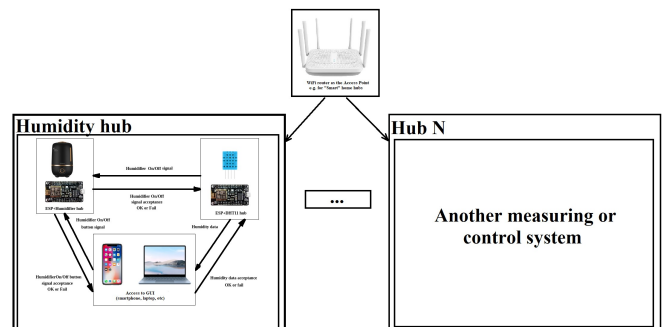 WiFi router as the Access Point
e.g. for "Smart" home hubs
Humidity hub
Hub N
Humidifier On/Off signal
Humidifier On/Off
signal acceptance
OK or Fail
ESP+Humidifier hub
ESP+DHT11 hub
Humidifier On/Off
button signal
Humidity data
...
Another measuring or
control system
HumidifierOn/Off button
signal acceptance
OK or Fail
Humidity data acceptance
OK or fail
Access to GUI
(smartphone, laptop, etc)